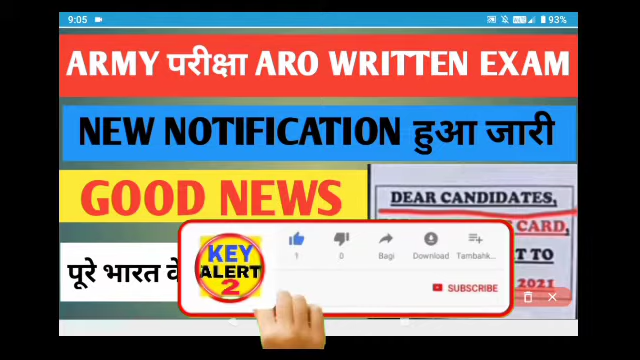 9:05
93%
ARMY परीक्षा ARO WRITTEN EXAM
NEW NOTIFICATION हुआ जारी
GOOD NEWS
DEAR CANDIDATES,
CARD,
TO
2021
पूरे भारत के
KEY
ALERT
2
1
0
Bagi
Download
Tambahk...
SUBSCRIBE